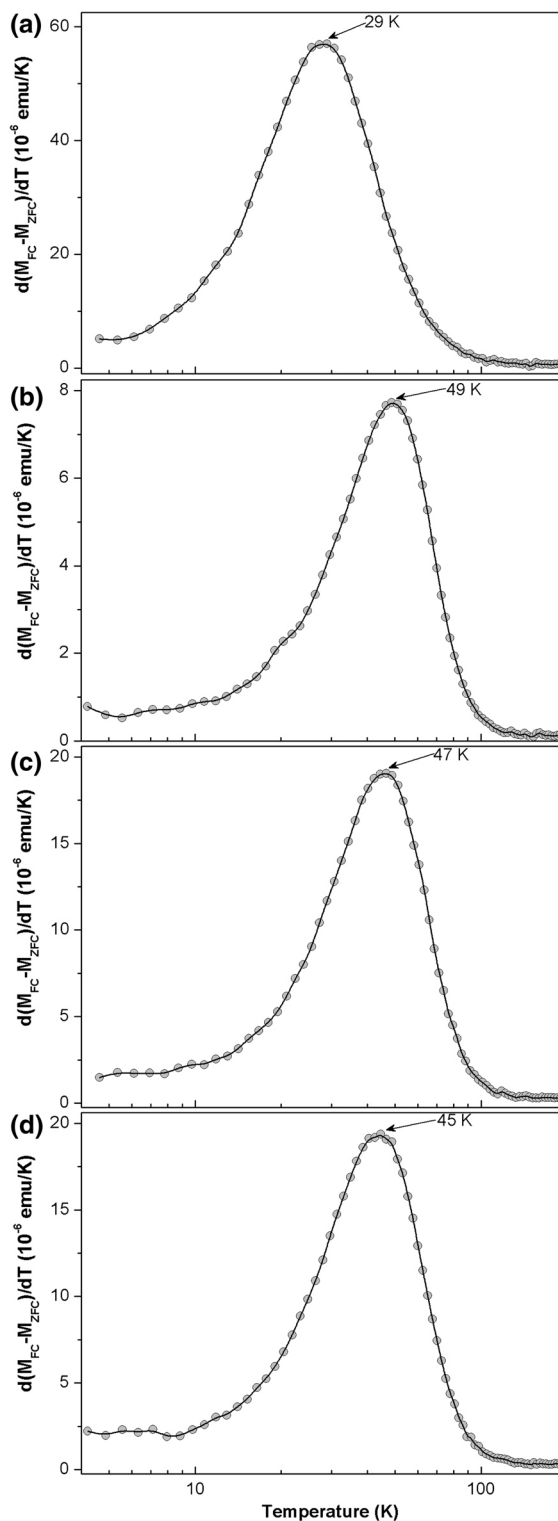 (a)
29 K
60
40
20
0
d(M_FC-M_ZFC)/dT (10^-6 emu/K)
(b)
49 K
8
6
4
2
0
d(M_FC-M_ZFC)/dT (10^-6 emu/K)
(c)
47 K
20
15
10
5
0
d(M_FC-M_ZFC)/dT (10^-6 emu/K)
(d)
45 K
20
15
10
5
0
d(M_FC-M_ZFC)/dT (10^-6 emu/K)
10 100
Temperature (K)